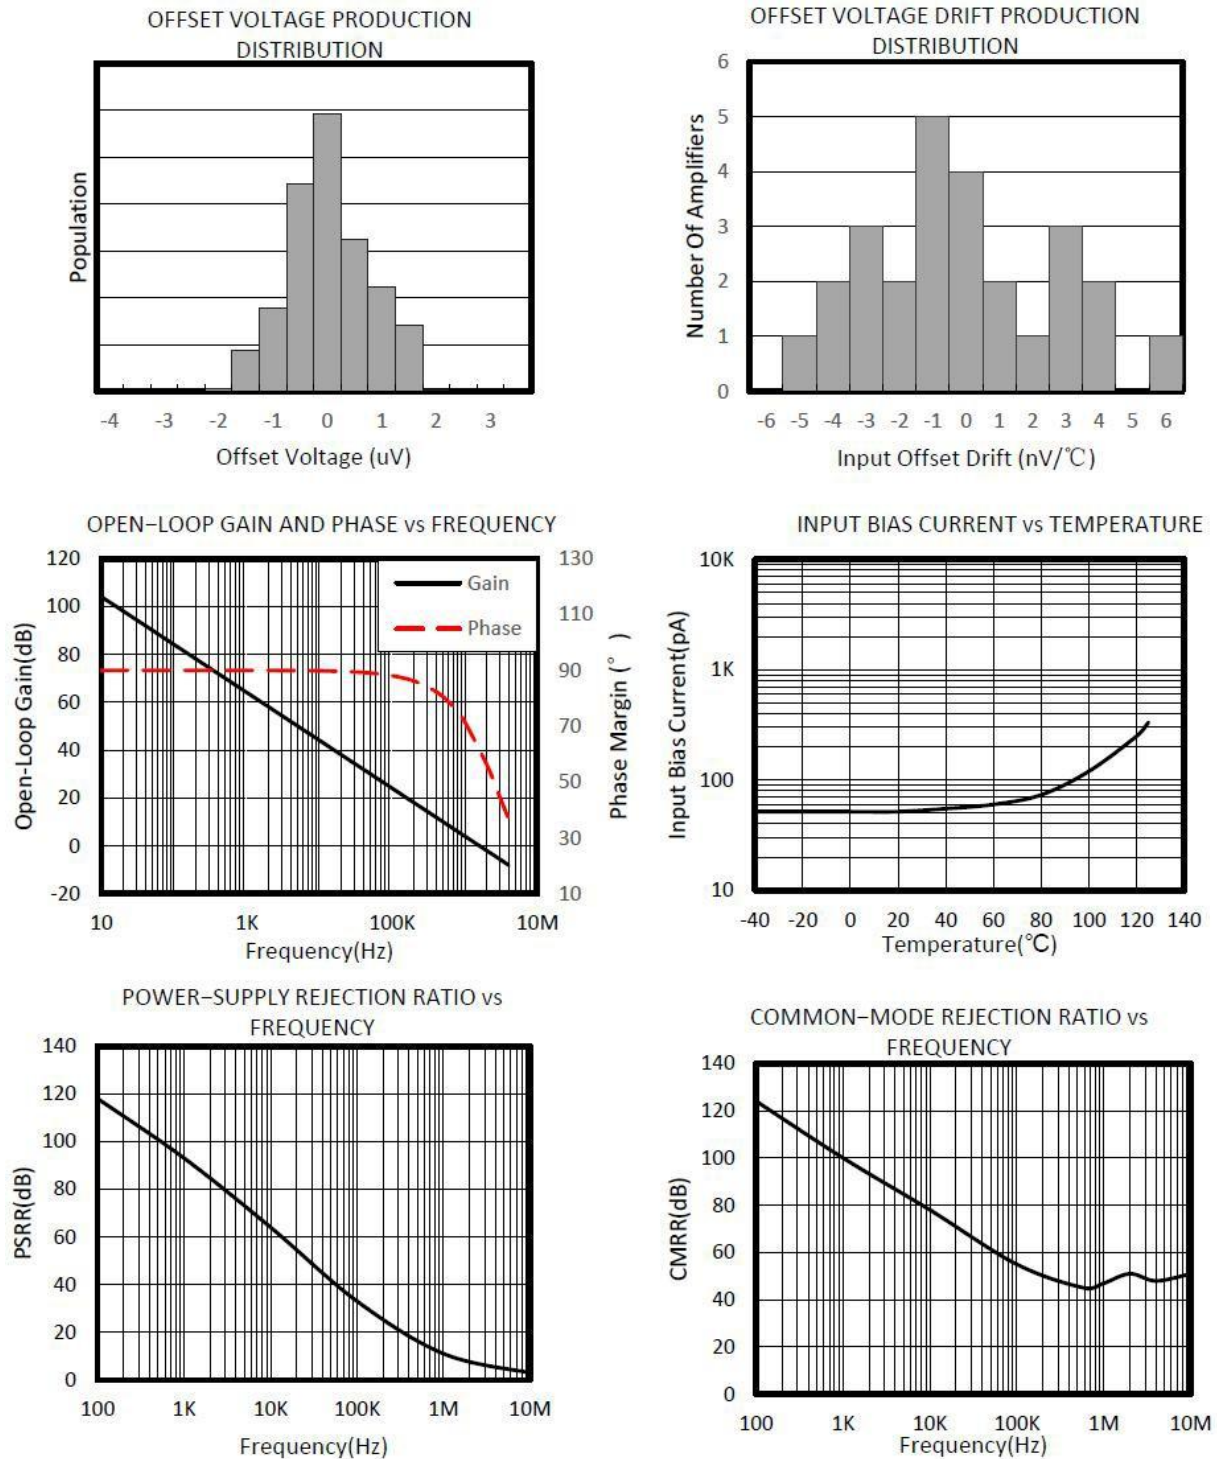 OFFSET VOLTAGE PRODUCTION
DISTRIBUTION
Population
-4 -3 -2 -1 0 1 2 3
Offset Voltage (uV)
OFFSET VOLTAGE DRIFT PRODUCTION
DISTRIBUTION
Number Of Amplifiers
6
5
4
3
2
1
0
-6 -5 -4 -3 -2 -1 0 1 2 3 4 5 6
Input Offset Drift (nV/℃)
OPEN−LOOP GAIN AND PHASE vs FREQUENCY
Open-Loop Gain(dB)
120
100
80
60
40
20
0
-20
Gain
Phase
130
110
90
70
50
30
10
Phase Margin (°)
10 1K 100K 10M
Frequency(Hz)
INPUT BIAS CURRENT vs TEMPERATURE
Input Bias Current(pA)
10K
1K
100
10
-40 -20 0 20 40 60 80 100 120 140
Temperature(℃)
POWER−SUPPLY REJECTION RATIO vs
FREQUENCY
PSRR(dB)
140
120
100
80
60
40
20
0
100 1K 10K 100K 1M 10M
Frequency(Hz)
COMMON−MODE REJECTION RATIO vs
FREQUENCY
CMRR(dB)
140
120
100
80
60
40
20
0
100 1K 10K 100K 1M 10M
Frequency(Hz)